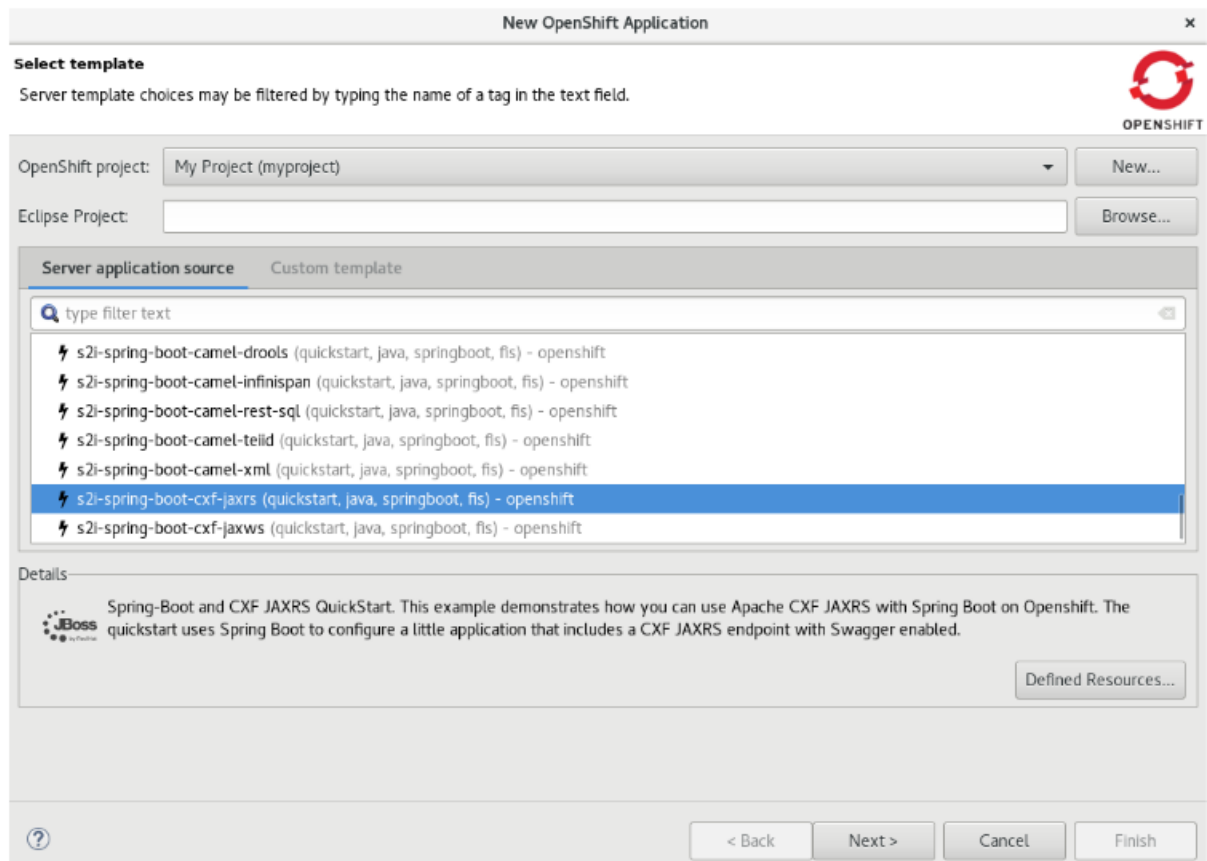 New OpenShift Application
Select template
Server template choices may be filtered by typing the name of a tag in the text field.
OPENSHIFT
OpenShift project: My Project (myproject) New...
Eclipse Project: Browse...
Server application source Custom template
type filter text
s2i-spring-boot-camel-drools (quickstart, java, springboot, fis) - openshift
s2i-spring-boot-camel-infinispan (quickstart, java, springboot, fis) - openshift
s2i-spring-boot-camel-rest-sql (quickstart, java, springboot, fis) - openshift
s2i-spring-boot-camel-teiid (quickstart, java, springboot, fis) - openshift
s2i-spring-boot-camel-xml (quickstart, java, springboot, fis) - openshift
s2i-spring-boot-cxf-jaxrs (quickstart, java, springboot, fis) - openshift
s2i-spring-boot-cxf-jaxws (quickstart, java, springboot, fis) - openshift
Details
JBoss
Spring-Boot and CXF JAXRS QuickStart. This example demonstrates how you can use Apache CXF JAXRS with Spring Boot on Openshift. The
quickstart uses Spring Boot to configure a little application that includes a CXF JAXRS endpoint with Swagger enabled.
Defined Resources...
? < Back Next > Cancel Finish